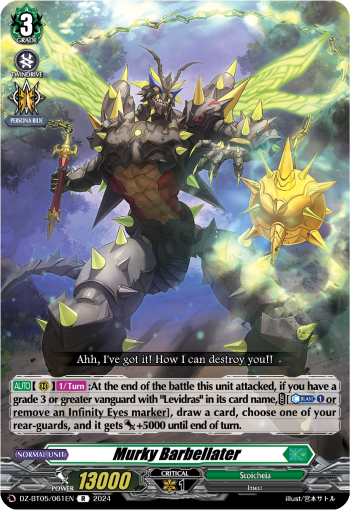 3
GRADE
TWINDRIVE
PERSONA RIDE
Ahh, I've got it! How I can destroy you!!
AUTO 1/Turn :At the end of the battle this unit attacked, if you have a
grade 3 or greater vanguard with "Levidras" in its card name, [BLAST 1
or remove an Infinity Eyes marker], draw a card, choose one of your
rear-guards, and it gets +5000 until end of turn.
NORMAL UNIT
Murky Barbellater
POWER 13000
CRITICAL
1
Stoicheia
Insect
DZ-BT05/061EN R 2024
illust/宮本サトル